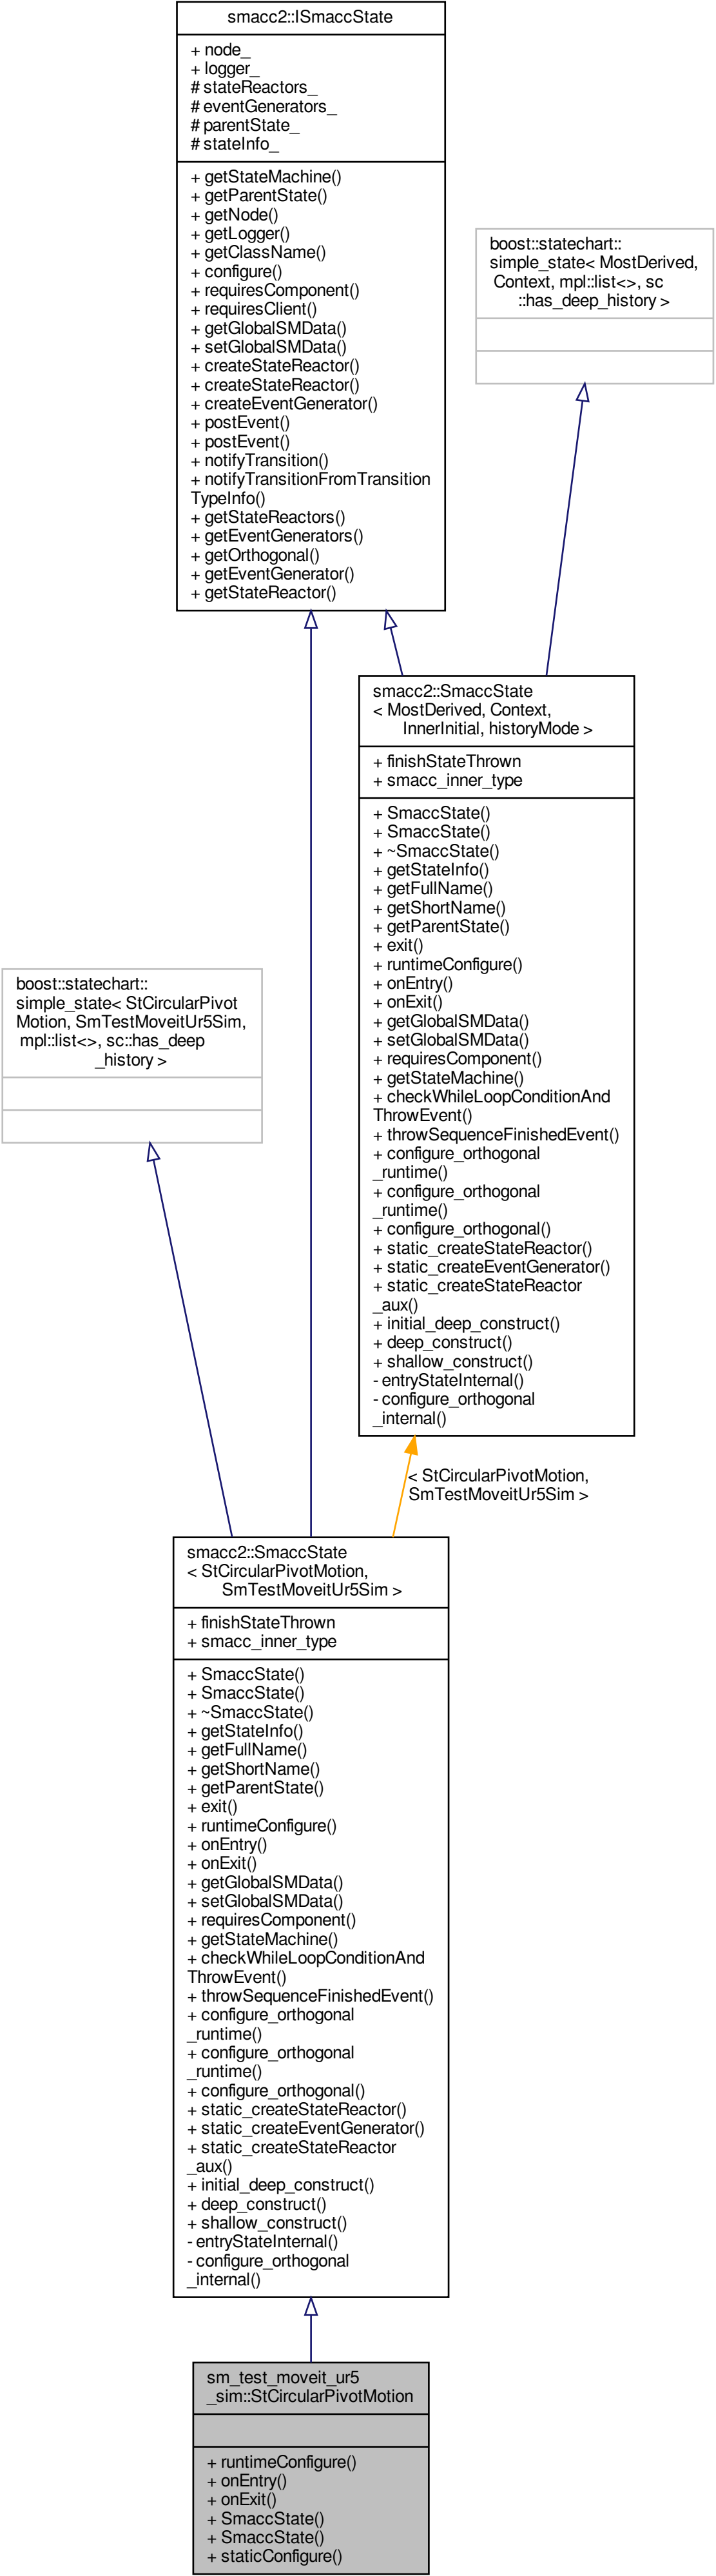 smacc2::ISmaccState
+ node_
+ logger_
# stateReactors_
# eventGenerators_
# parentState_
# stateInfo_
+ getStateMachine()
+ getParentState()
+ getNode()
+ getLogger()
+ getClassName()
+ configure()
+ requiresComponent()
+ requiresClient()
+ getGlobalSMData()
+ setGlobalSMData()
+ createStateReactor()
+ createStateReactor()
+ createEventGenerator()
+ postEvent()
+ postEvent()
+ notifyTransition()
+ notifyTransitionFromTransition
TypeInfo()
+ getStateReactors()
+ getEventGenerators()
+ getOrthogonal()
+ getEventGenerator()
+ getStateReactor()
boost::statechart::
simple_state< MostDerived,
Context, mpl::list<>, sc
::has_deep_history >
smacc2::SmaccState
< MostDerived, Context,
InnerInitial, historyMode >
+ finishStateThrown
+ smacc_inner_type
+ SmaccState()
+ SmaccState()
+ ~SmaccState()
+ getStateInfo()
+ getFullName()
+ getShortName()
+ getParentState()
+ exit()
+ runtimeConfigure()
+ onEntry()
+ onExit()
+ getGlobalSMData()
+ setGlobalSMData()
+ requiresComponent()
+ getStateMachine()
+ checkWhileLoopConditionAnd
ThrowEvent()
+ throwSequenceFinishedEvent()
+ configure_orthogonal
_runtime()
+ configure_orthogonal
_runtime()
+ configure_orthogonal()
+ static_createStateReactor()
+ static_createEventGenerator()
+ static_createStateReactor
_aux()
+ initial_deep_construct()
+ deep_construct()
+ shallow_construct()
- entryStateInternal()
- configure_orthogonal
_internal()
boost::statechart::
simple_state< StCircularPivot
Motion, SmTestMoveitUr5Sim,
mpl::list<>, sc::has_deep
_history >
< StCircularPivotMotion,
SmTestMoveitUr5Sim >
smacc2::SmaccState
< StCircularPivotMotion,
SmTestMoveitUr5Sim >
+ finishStateThrown
+ smacc_inner_type
+ SmaccState()
+ SmaccState()
+ ~SmaccState()
+ getStateInfo()
+ getFullName()
+ getShortName()
+ getParentState()
+ exit()
+ runtimeConfigure()
+ onEntry()
+ onExit()
+ getGlobalSMData()
+ setGlobalSMData()
+ requiresComponent()
+ getStateMachine()
+ checkWhileLoopConditionAnd
ThrowEvent()
+ throwSequenceFinishedEvent()
+ configure_orthogonal
_runtime()
+ configure_orthogonal
_runtime()
+ configure_orthogonal()
+ static_createStateReactor()
+ static_createEventGenerator()
+ static_createStateReactor
_aux()
+ initial_deep_construct()
+ deep_construct()
+ shallow_construct()
- entryStateInternal()
- configure_orthogonal
_internal()
sm_test_moveit_ur5
_sim::StCircularPivotMotion
+ runtimeConfigure()
+ onEntry()
+ onExit()
+ SmaccState()
+ SmaccState()
+ staticConfigure()